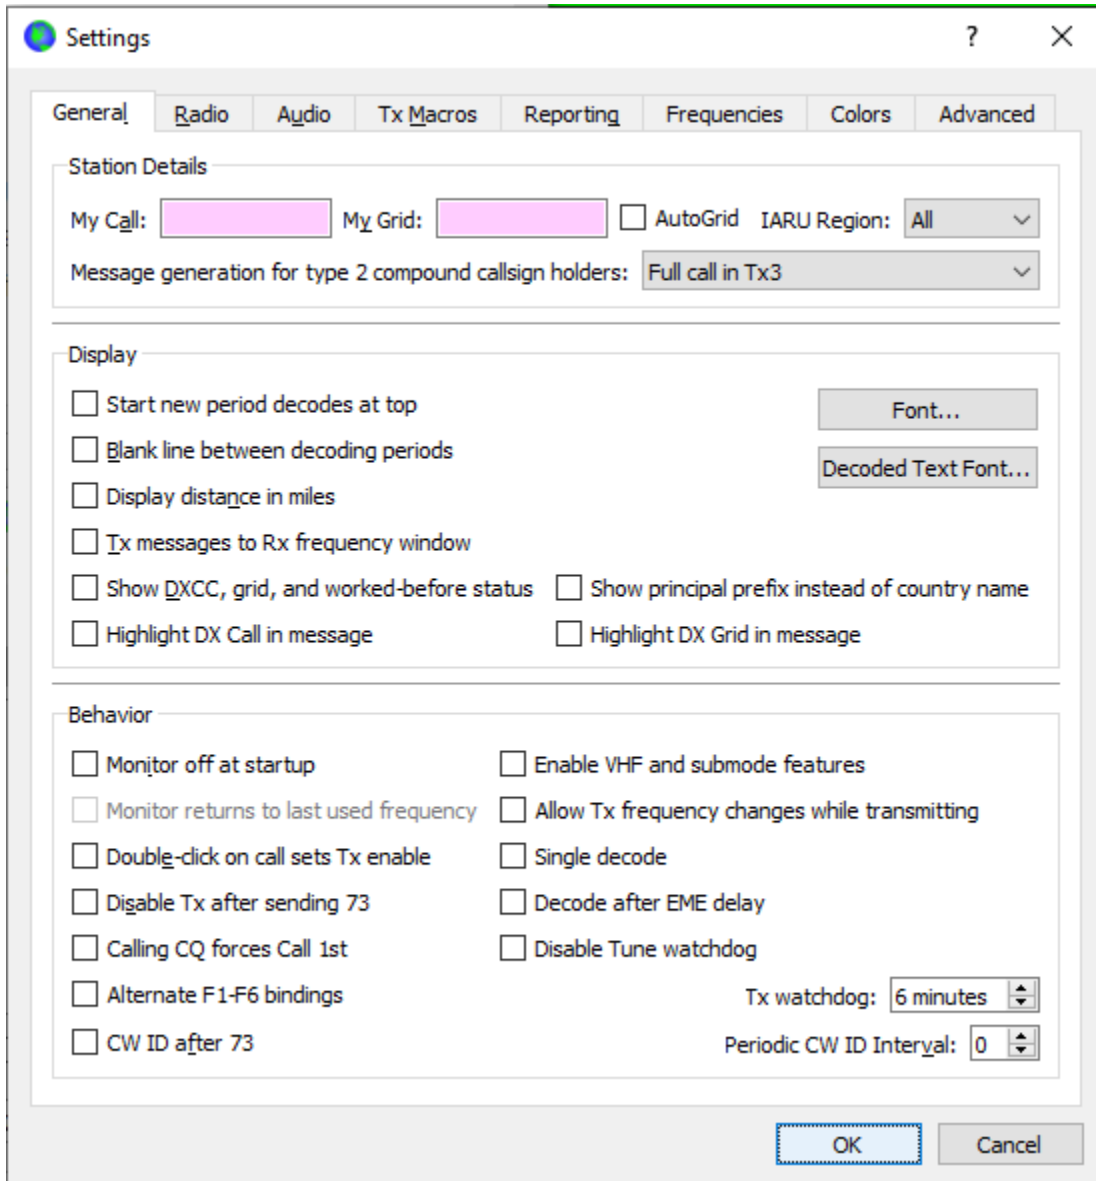 Settings ?
General Radio Audio Tx Macros Reporting Frequencies Colors Advanced
Station Details
My Call: My Grid: AutoGrid IARU Region: All
Message generation for type 2 compound callsign holders: Full call in Tx3
Display
Start new period decodes at top Font...
Blank line between decoding periods
Decoded Text Font...
Display distance in miles
Tx messages to Rx frequency window
Show DXCC, grid, and worked-before status Show principal prefix instead of country name
Highlight DX Call in message Highlight DX Grid in message
Behavior
Monitor off at startup Enable VHF and submode features
Monitor returns to last used frequency Allow Tx frequency changes while transmitting
Double-click on call sets Tx enable Single decode
Disable Tx after sending 73 Decode after EME delay
Calling CQ forces Call 1st Disable Tune watchdog
Alternate F1-F6 bindings Tx watchdog: 6 minutes
CW ID after 73 Periodic CW ID Interval: 0
OK Cancel